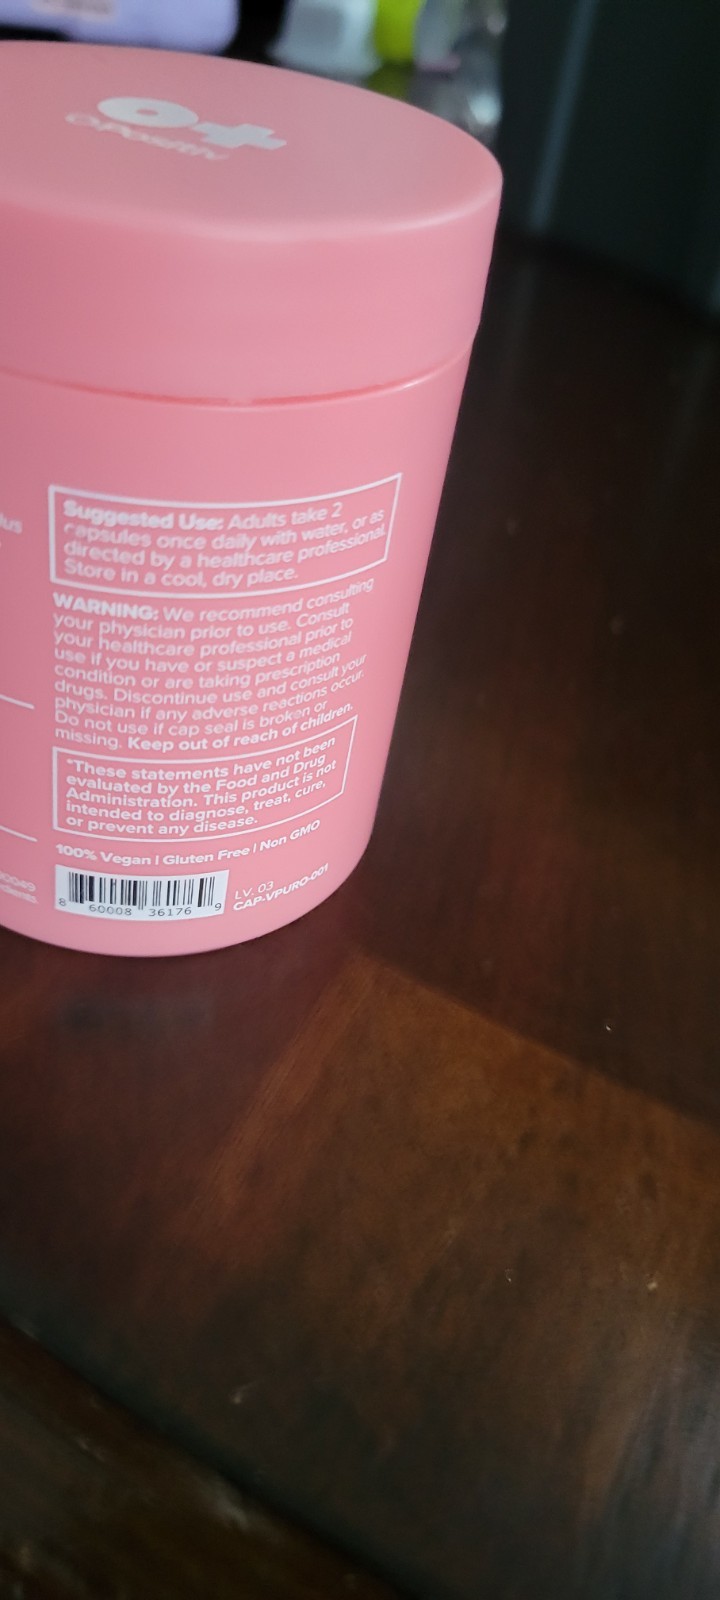 O+
O Positiv
Suggested Use: Adults take 2
capsules once daily with water, or as
directed by a healthcare professional.
Store in a cool, dry place.
WARNING: We recommend consulting
your physician prior to use. Consult
your healthcare professional prior to
use if you have or suspect a medical
condition or are taking prescription
drugs. Discontinue use and consult your
physician if any adverse reactions occur.
Do not use if cap seal is broken or
missing. Keep out of reach of children.
*These statements have not been
evaluated by the Food and Drug
Administration. This product is not
intended to diagnose, treat, cure,
or prevent any disease.
100% Vegan | Gluten Free | Non GMO
8 60008 36176 9
LV. 03
CAP-VPURO-001